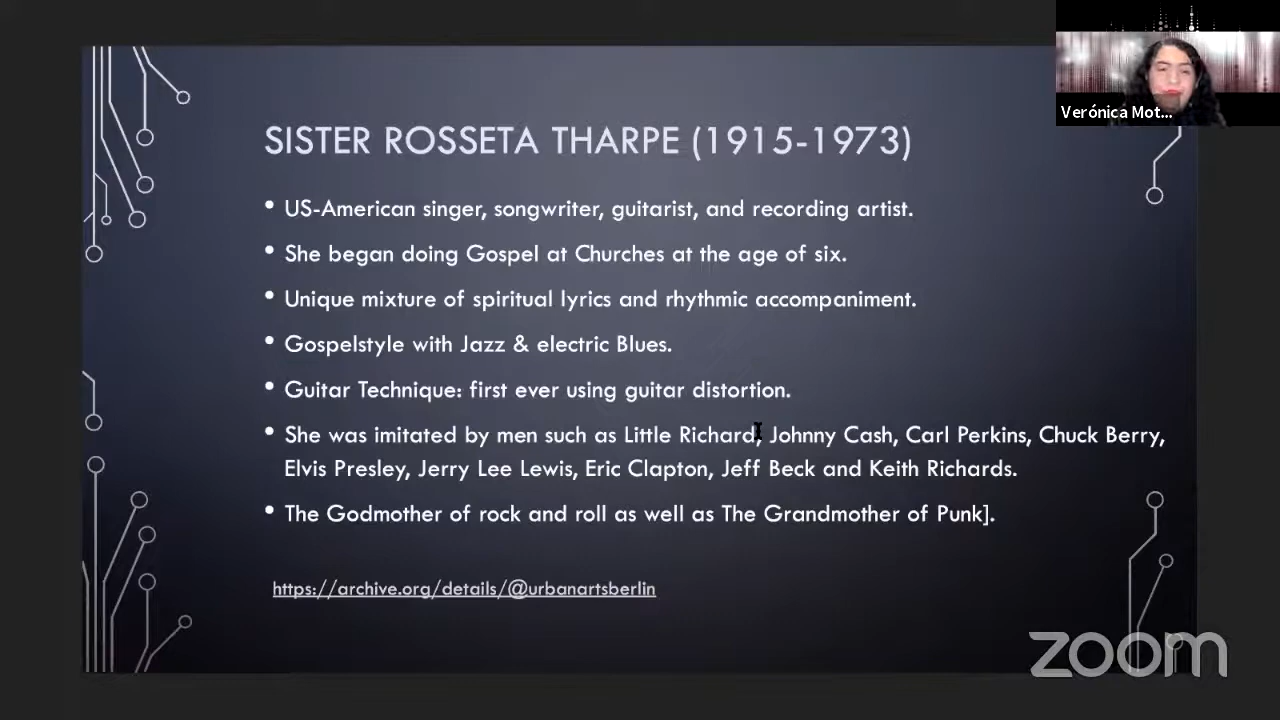 Verónica Mot...
SISTER ROSSETA THARPE (1915-1973)
• US-American singer, songwriter, guitarist, and recording artist.
• She began doing Gospel at Churches at the age of six.
• Unique mixture of spiritual lyrics and rhythmic accompaniment.
• Gospelstyle with Jazz & electric Blues.
• Guitar Technique: first ever using guitar distortion.
• She was imitated by men such as Little Richard, Johnny Cash, Carl Perkins, Chuck Berry,
Elvis Presley, Jerry Lee Lewis, Eric Clapton, Jeff Beck and Keith Richards.
• The Godmother of rock and roll as well as The Grandmother of Punk].
https://archive.org/details/@urbanartsberlin
zoom